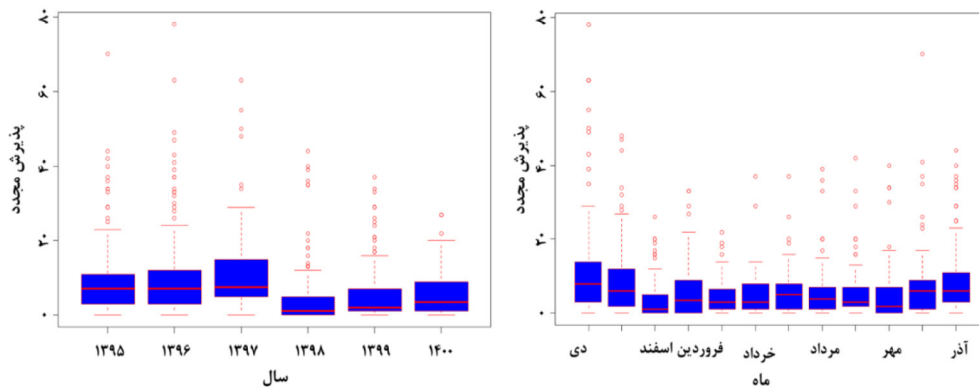 پذیرش مجدد
۸۰
۶۰
۴۰
۲۰
۰
۱۳۹۵ ۱۳۹۶ ۱۳۹۷ ۱۳۹۸ ۱۳۹۹ ۱۴۰۰
سال
پذیرش مجدد
۸۰
۶۰
۴۰
۲۰
۰
دی اسفند فروردین خرداد مرداد مهر آذر
ماه